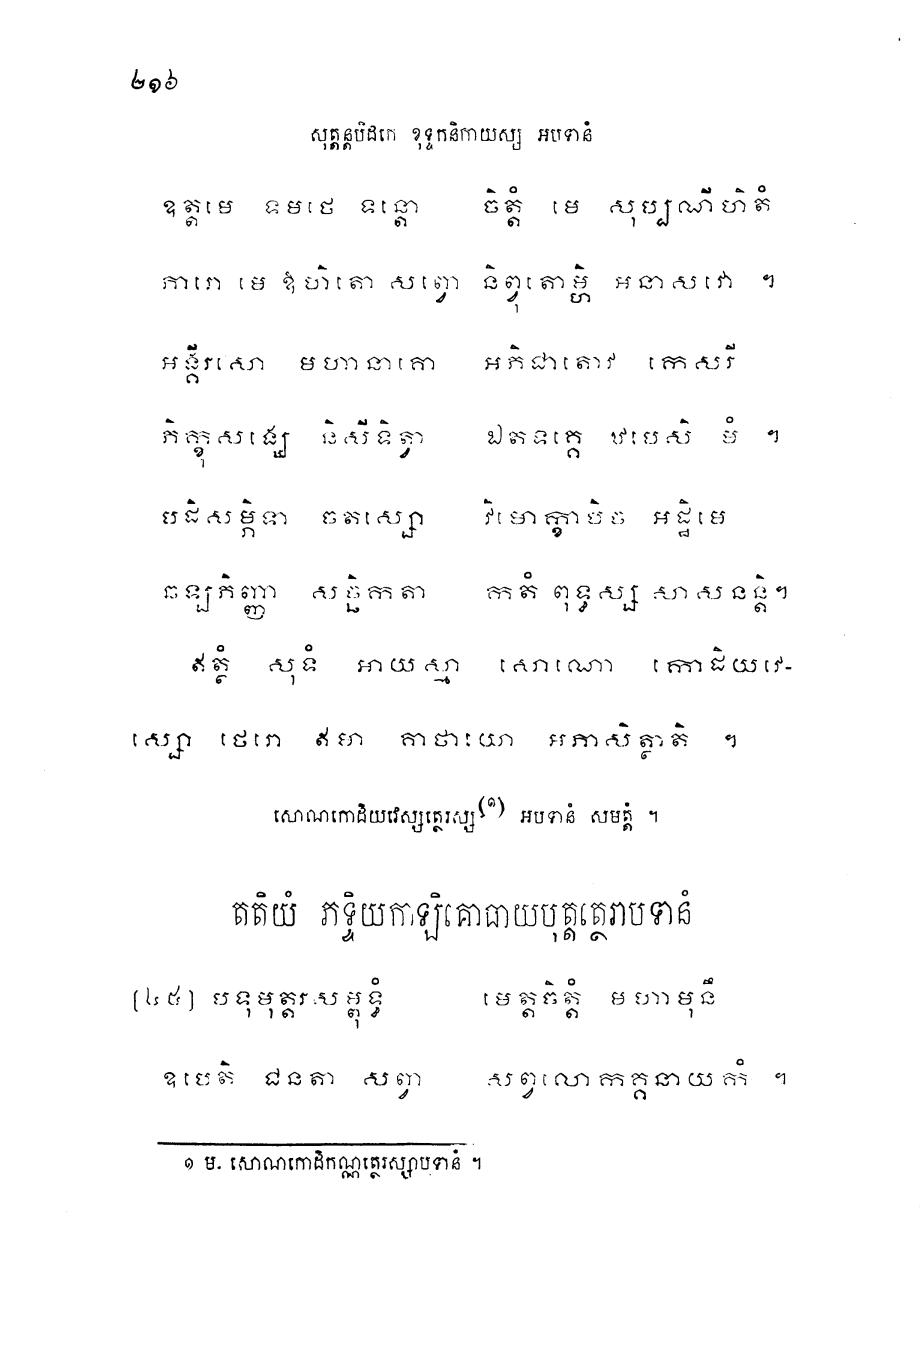 ២១៦
សុត្តន្តបិដកេ ខុទ្ទកនិកាយស្ស អបទានំ
ឧត្តមេ ទមថេ ទន្តោ ចិត្តំ មេ សុប្បណីហិតំ
ភារោ មេ ឱហិតោ សព្វោ និព្វុតោម្ហិ អនាសវោ ។
អង្គីរសោ មហានាគោ អភិជាតោវ កេសរី
ភិក្ខុសង្ឃេ និសីទិត្វា ឯតទគ្គេ ឋបេសិ មំ ។
បដិសម្ភិទា ចតស្សោ វិមោក្ខាបិច អដ្ឋិមេ
ឆឡភិញ្ញា សច្ឆិកតា កតំ ពុទ្ធស្ស សាសនន្តិ។
ឥត្ថំ សុទំ អាយស្មា សោណោ កោដិយវេ-
ស្សោ ថេរោ ឥមា គាថាយោ អភាសិត្ថាតិ ។
សោណកោដិយវេស្សត្ថេរស្ស(១) អបទានំ សមត្តំ ។
តតិយំ ភទ្ទិយកាឡិគោធាយបុត្តត្ថេរាបទានំ
(៤៥) បទុមុត្តរសម្ពុទ្ធំ មេត្តចិត្តំ មហាមុនឹ
ឧបេតិ ជនតា សព្វា សព្វលោកគ្គនាយកំ ។
១ ម. សោណកោដិកណ្ណត្ថេរស្សាបទានំ ។